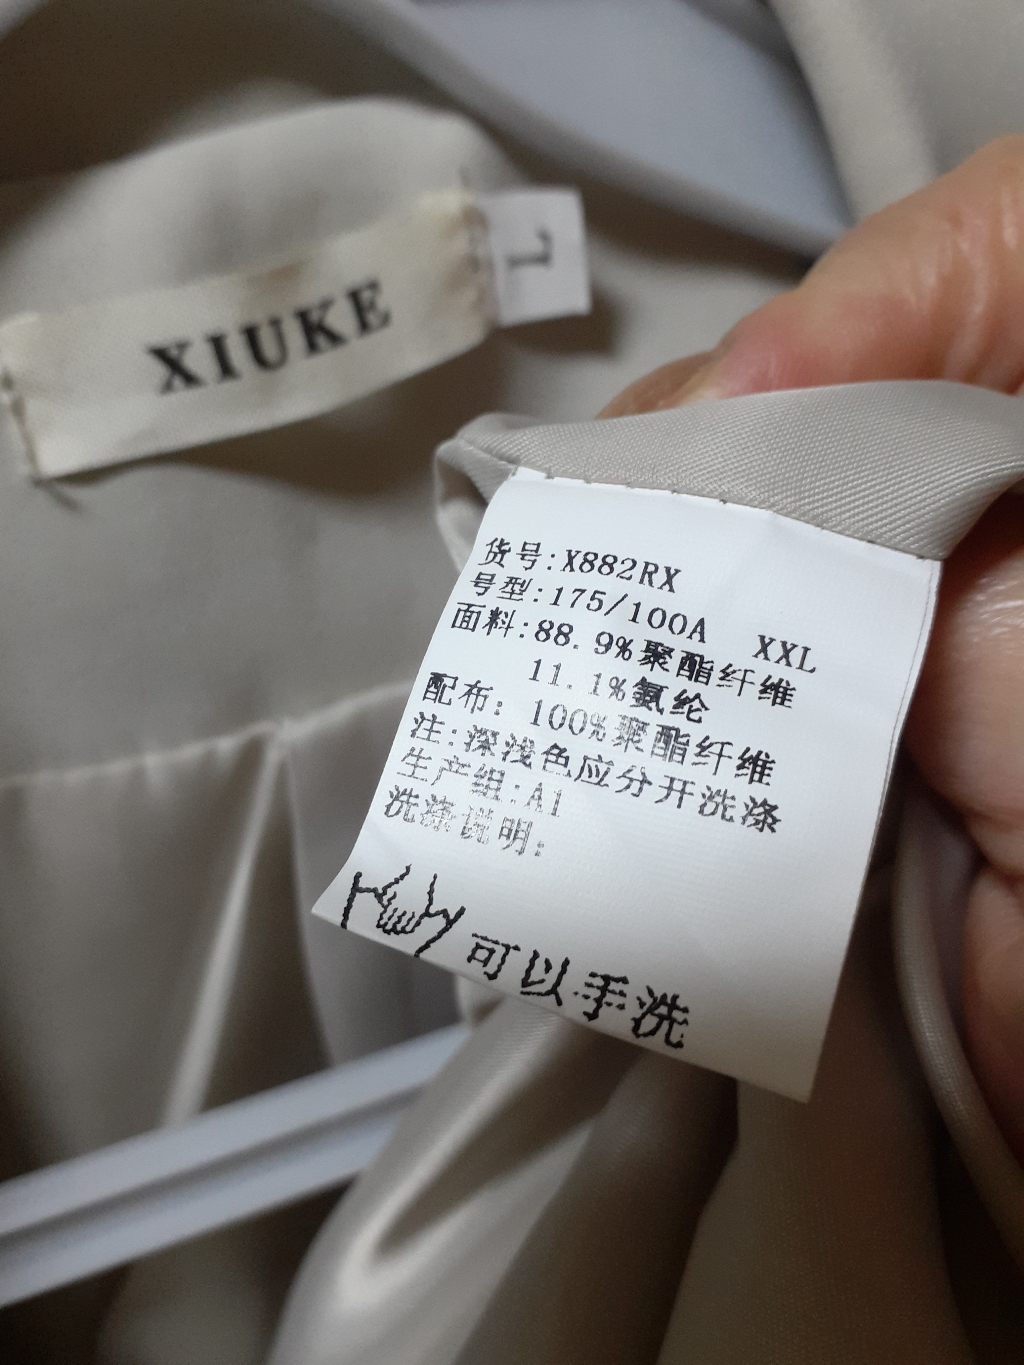 XIUKE
L
货号:X882RX
号型:175/100A XXL
面料:88.9%聚酯纤维
11.1%氨纶
配布: 100%聚酯纤维
注:深浅色应分开洗涤
生产组:A1
洗涤说明:
可以手洗